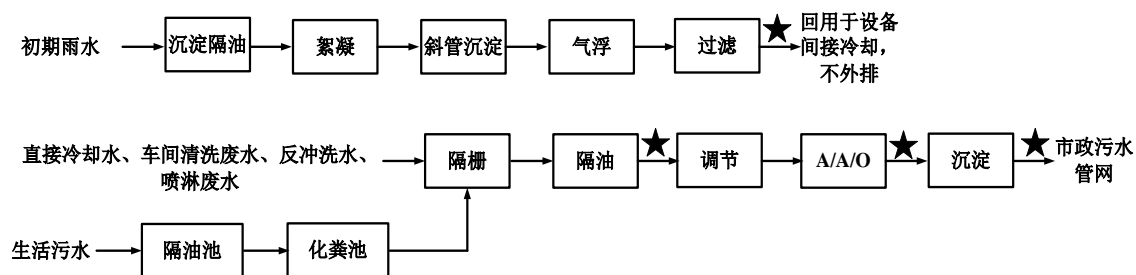 初期雨水
沉淀隔油
絮凝
斜管沉淀
气浮
过滤
回用于设备
间接冷却，
不外排
直接冷却水、车间清洗废水、反冲洗水、
喷淋废水
隔栅
隔油
调节
A/A/O
沉淀
市政污水
管网
生活污水
隔油池
化粪池